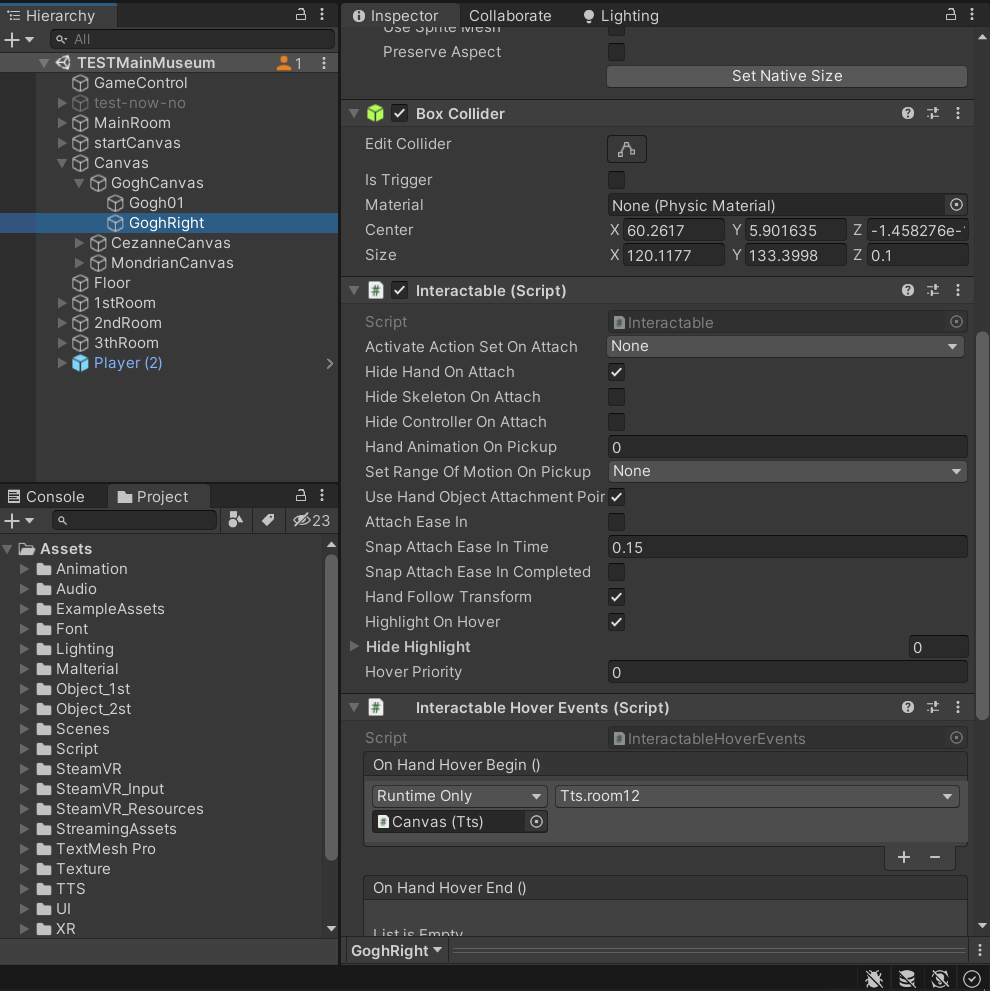 Hierarchy
All
TESTMainMuseum 1
GameControl
test-now-no
MainRoom
startCanvas
Canvas
GoghCanvas
Gogh01
GoghRight
CezanneCanvas
MondrianCanvas
Floor
1stRoom
2ndRoom
3thRoom
Player (2)
Console Project
23
Assets
Animation
Audio
ExampleAssets
Font
Lighting
Malterial
Object_1st
Object_2st
Scenes
Script
SteamVR
SteamVR_Input
SteamVR_Resources
StreamingAssets
TextMesh Pro
Texture
TTS
UI
XR
Inspector Collaborate Lighting
Use Sprite Mesh
Preserve Aspect
Set Native Size
Box Collider
Edit Collider
Is Trigger
Material None (Physic Material)
Center X 60.2617 Y 5.901635 Z -1.458276e-
Size X 120.1177 Y 133.3998 Z 0.1
Interactable (Script)
Script # Interactable
Activate Action Set On Attach None
Hide Hand On Attach
Hide Skeleton On Attach
Hide Controller On Attach
Hand Animation On Pickup 0
Set Range Of Motion On Pickup None
Use Hand Object Attachment Poir
Attach Ease In
Snap Attach Ease In Time 0.15
Snap Attach Ease In Completed
Hand Follow Transform
Highlight On Hover
Hide Highlight 0
Hover Priority 0
# Interactable Hover Events (Script)
Script # InteractableHoverEvents
On Hand Hover Begin ()
Runtime Only Tts.room12
# Canvas (Tts)
+ −
On Hand Hover End ()
List is Empty
GoghRight